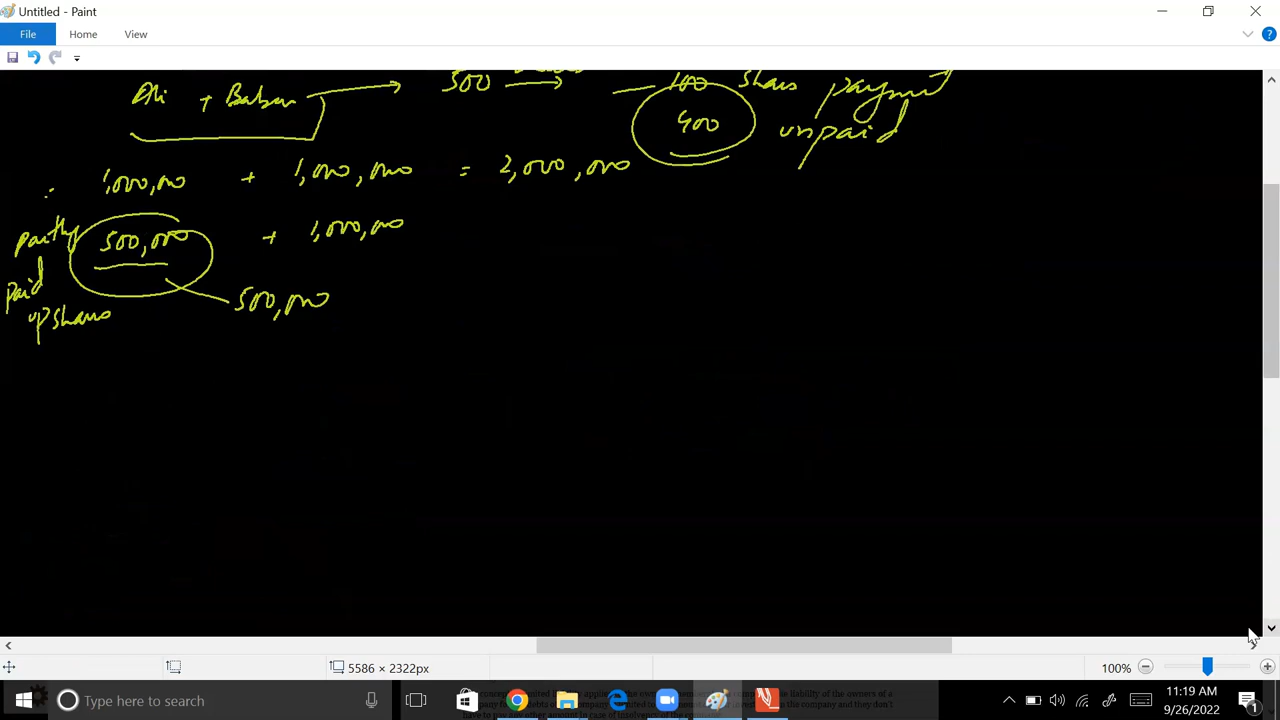 Untitled - Paint
File Home View
Ali + Babar 500 100 shares payment
400 unpaid
1,000,000 + 1,000,000 = 2,000,000
partly 500,000 + 1,000,000
paid 500,000
up shares
5586 × 2322px 100%
Type here to search
11:19 AM
9/26/2022